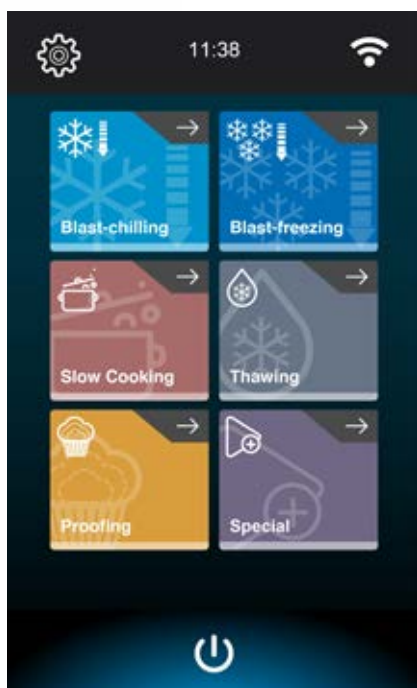 11:38
Blast-chilling
Blast-freezing
Slow Cooking
Thawing
Proofing
Special